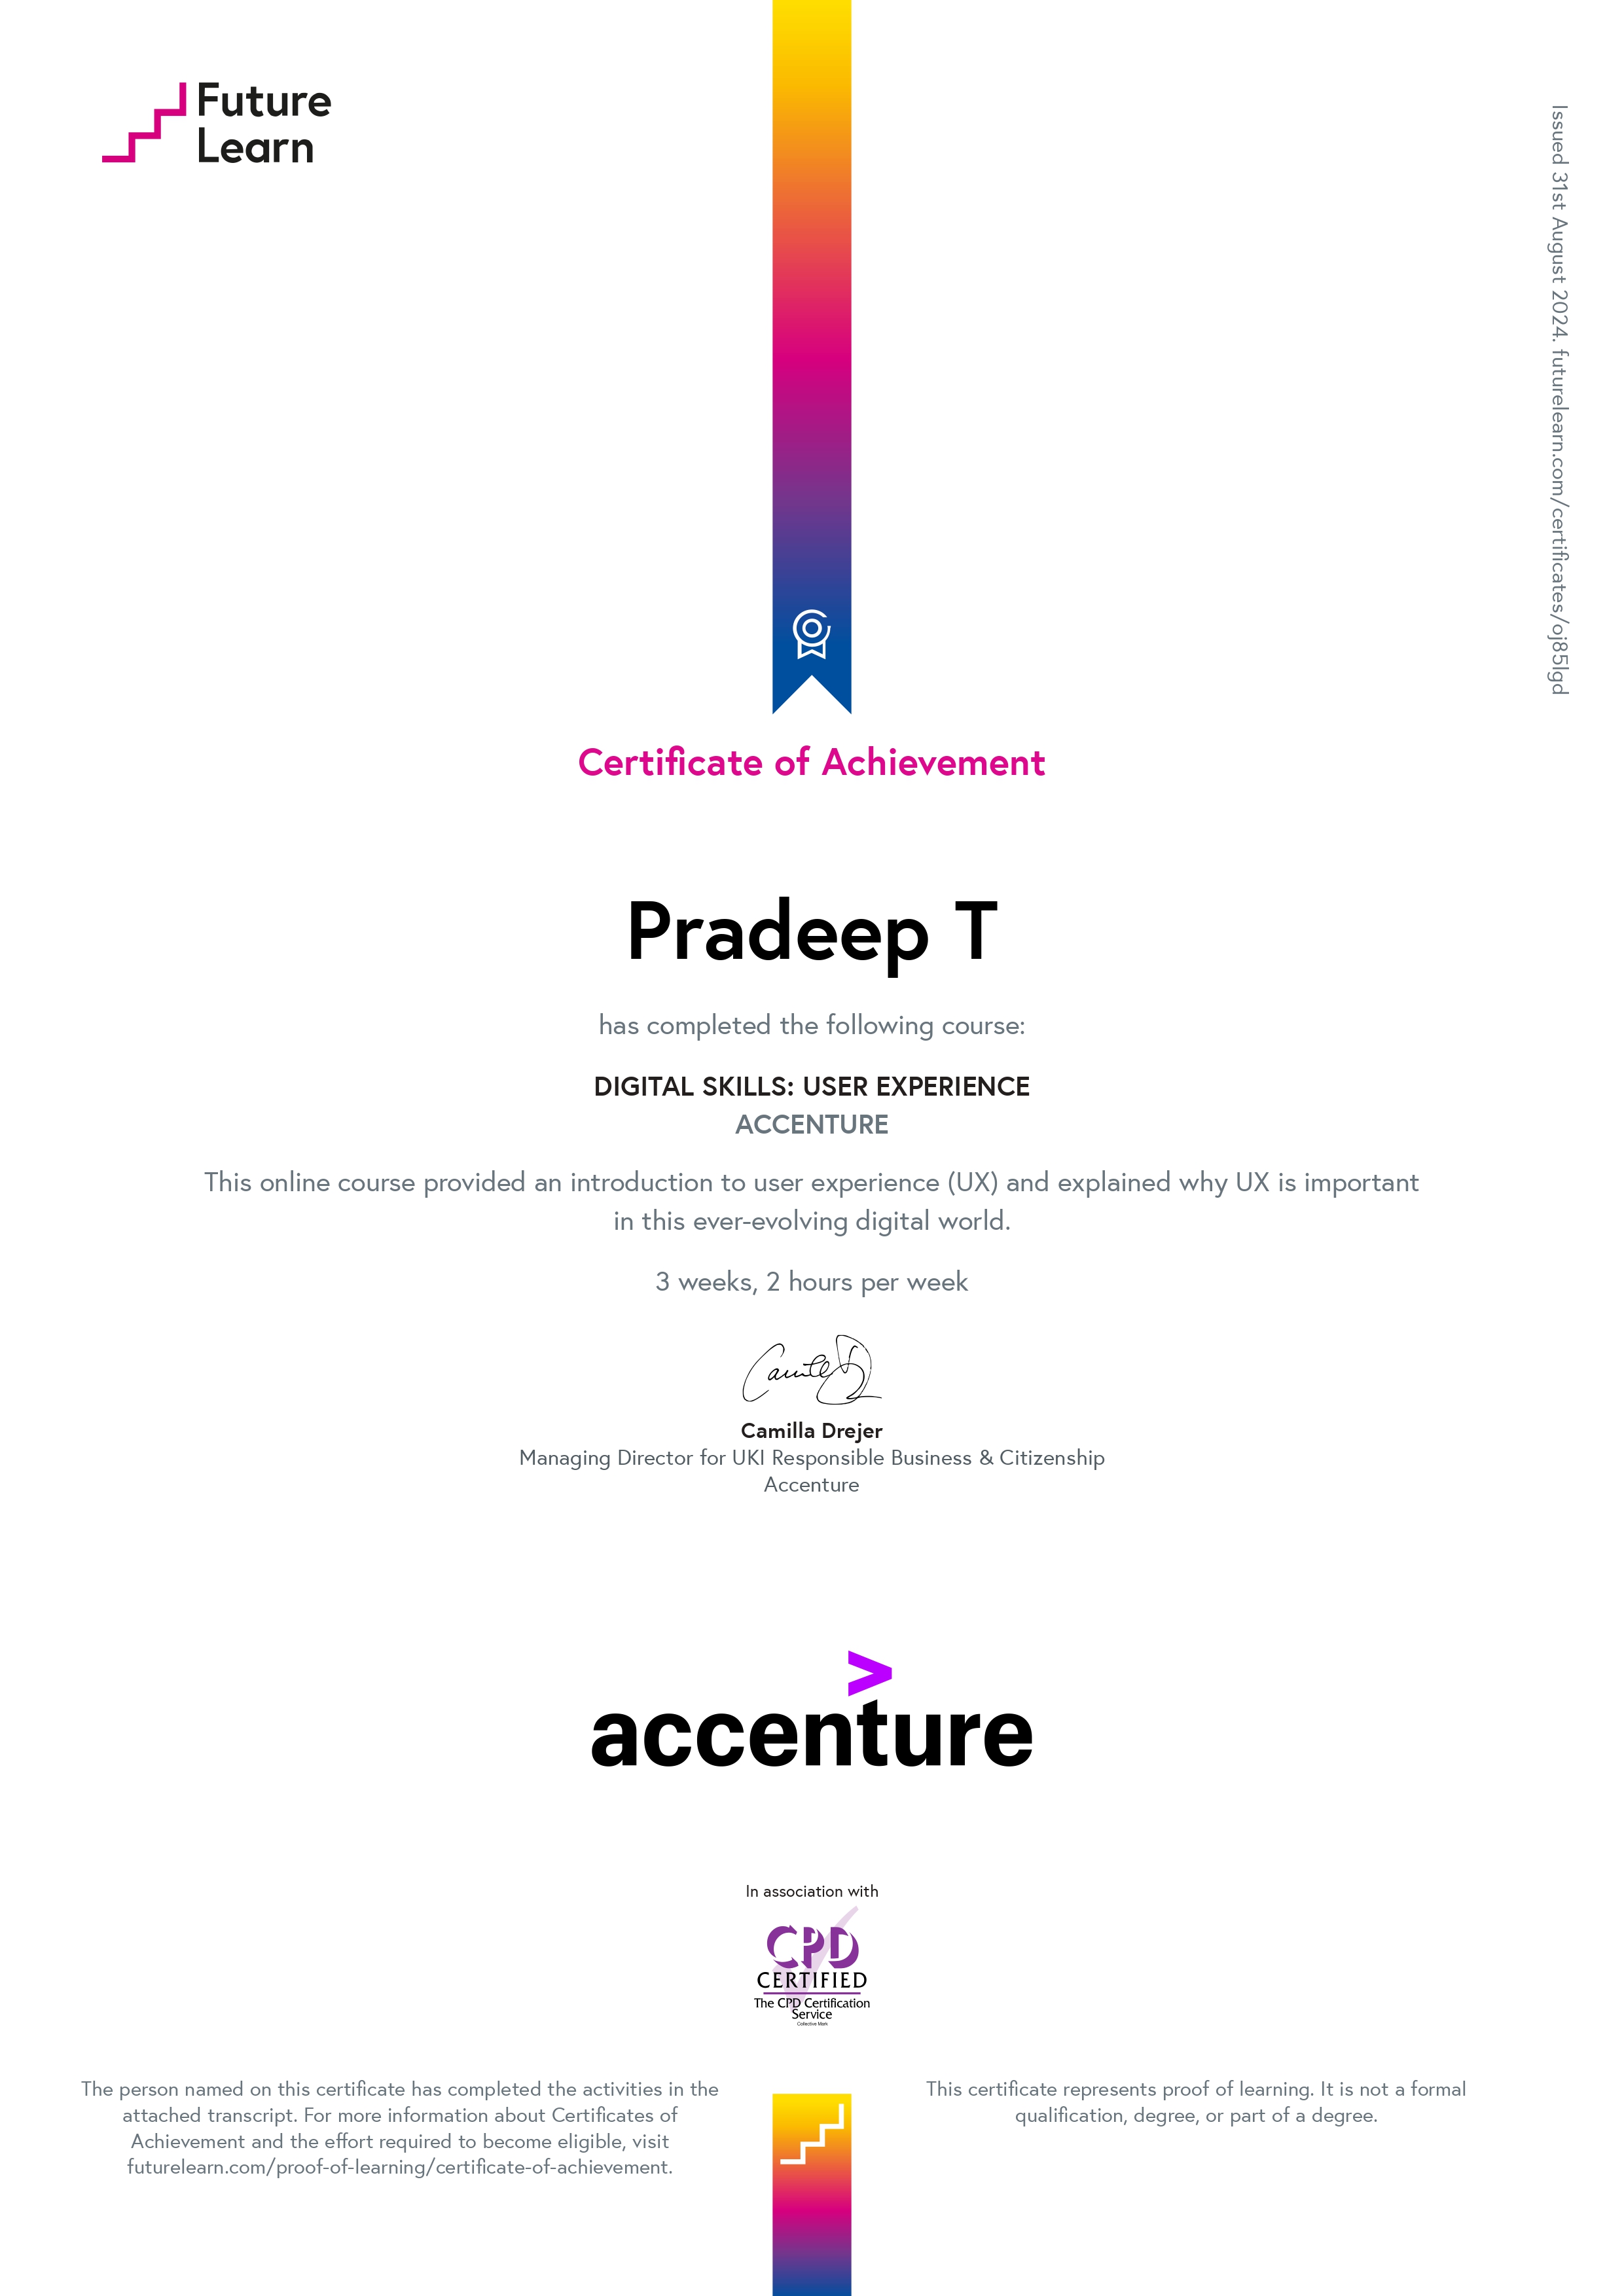 Future
Learn
Issued 31st August 2024. futurelearn.com/certificates/oj85lgd
Certificate of Achievement
Pradeep T
has completed the following course:
DIGITAL SKILLS: USER EXPERIENCE
ACCENTURE
This online course provided an introduction to user experience (UX) and explained why UX is important
in this ever-evolving digital world.
3 weeks, 2 hours per week
Camilla Drejer
Managing Director for UKI Responsible Business & Citizenship
Accenture
accenture
In association with
CPD
CERTIFIED
The CPD Certification
Service
Collective Mark
The person named on this certificate has completed the activities in the
attached transcript. For more information about Certificates of
Achievement and the effort required to become eligible, visit
futurelearn.com/proof-of-learning/certificate-of-achievement.
This certificate represents proof of learning. It is not a formal
qualification, degree, or part of a degree.